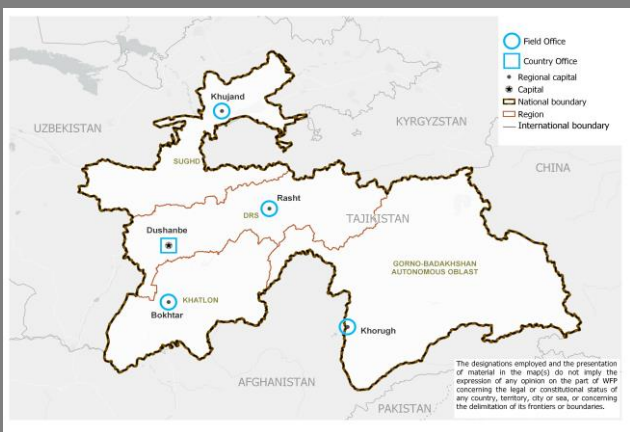 Field Office
Country Office
Regional capital
Capital
National boundary
Region
International boundary
Khujand
UZBEKISTAN
KYRGYZSTAN
SUGHD
CHINA
Rasht
DRS
TAJIKISTAN
Dushanbe
GORNO-BADAKHSHAN
AUTONOMOUS OBLAST
KHATLON
Bokhtar
Khorugh
AFGHANISTAN
PAKISTAN
The designations employed and the presentation
of material in the map(s) do not imply the
expression of any opinion on the part of WFP
concerning the legal or constitutional status of
any country, territory, city or sea, or concerning
the delimitation of its frontiers or boundaries.